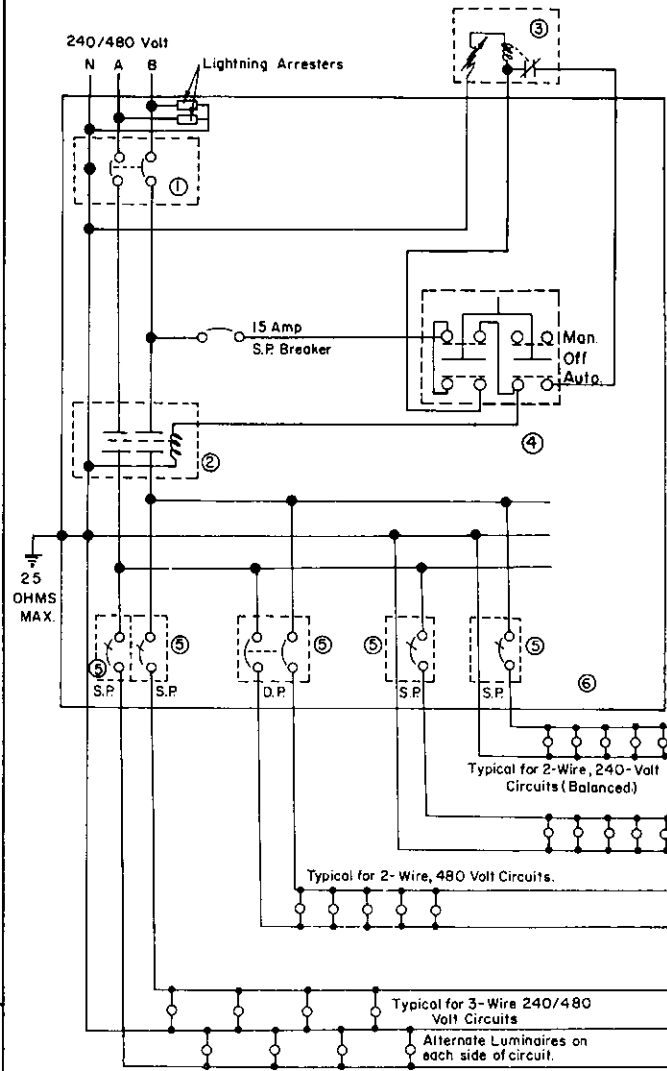 240/480 Volt
N A B
Lightning Arresters
③
①
15 Amp
S.P. Breaker
Man.
Off
Auto.
④
②
25
OHMS
MAX.
⑤ ⑤ ⑤ ⑤ ⑤
S.P. S.P. D.P. S.P. S.P.
⑥
Typical for 2-Wire, 240-Volt
Circuits (Balanced)
Typical for 2-Wire, 480 Volt Circuits.
Typical for 3-Wire 240/480
Volt Circuits
Alternate Luminaires on
each side of circuit.